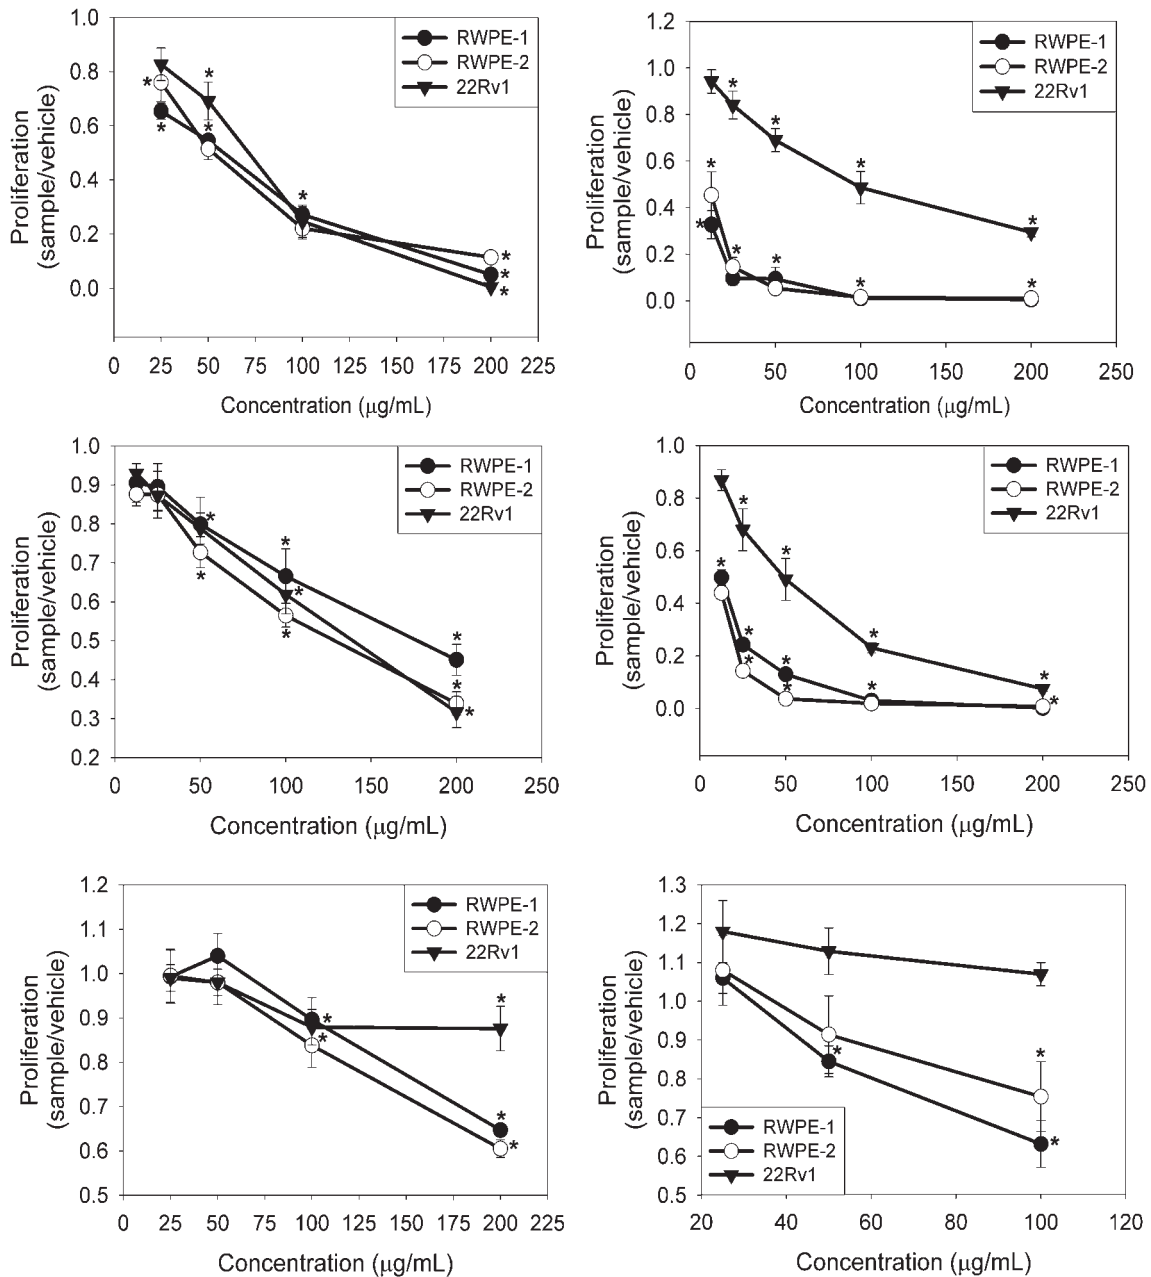 1.0
0.8
0.6
0.4
0.2
0.0
Proliferation
(sample/vehicle)
RWPE-1
RWPE-2
22Rv1
* * * * * * * *
0 25 50 75 100 125 150 175 200 225
Concentration (μg/mL)
1.2
1.0
0.8
0.6
0.4
0.2
0.0
Proliferation
(sample/vehicle)
RWPE-1
RWPE-2
22Rv1
* * * * * * * * * *
0 50 100 150 200 250
Concentration (μg/mL)
1.0
0.9
0.8
0.7
0.6
0.5
0.4
0.3
0.2
Proliferation
(sample/vehicle)
RWPE-1
RWPE-2
22Rv1
* * * * * * * *
0 50 100 150 200 250
Concentration (μg/mL)
1.0
0.8
0.6
0.4
0.2
0.0
Proliferation
(sample/vehicle)
RWPE-1
RWPE-2
22Rv1
* * * * * * * * * * *
0 50 100 150 200 250
Concentration (μg/mL)
1.2
1.1
1.0
0.9
0.8
0.7
0.6
0.5
Proliferation
(sample/vehicle)
RWPE-1
RWPE-2
22Rv1
* * * * *
0 25 50 75 100 125 150 175 200 225
Concentration (μg/mL)
1.3
1.2
1.1
1.0
0.9
0.8
0.7
0.6
0.5
Proliferation
(sample/vehicle)
* * *
RWPE-1
RWPE-2
22Rv1
20 40 60 80 100 120
Concentration (μg/mL)